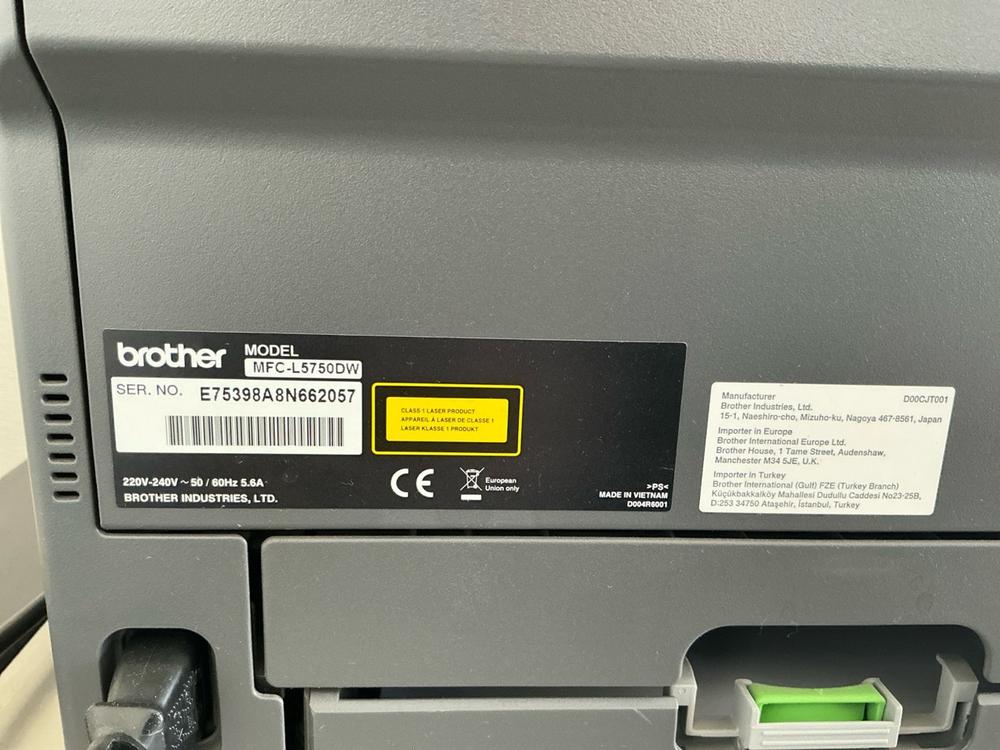 brother
MODEL
MFC-L5750DW
SER. NO. E75398A8N662057
CLASS 1 LASER PRODUCT
APPAREIL À LASER DE CLASSE 1
LASER KLASSE 1 PRODUKT
220V-240V ~ 50 / 60Hz 5.6A
BROTHER INDUSTRIES, LTD.
CE
European
Union only
>PS<
MADE IN VIETNAM
D004R6001
Manufacturer D00CJT001
Brother Industries, Ltd.
15-1, Naeshiro-cho, Mizuho-ku, Nagoya 467-8561, Japan
Importer in Europe
Brother International Europe Ltd.
Brother House, 1 Tame Street, Audenshaw,
Manchester M34 5JE, U.K.
Importer in Turkey
Brother International (Gulf) FZE (Turkey Branch)
Küçükbakkalköy Mahallesi Dudullu Caddesi No23-25B,
D:253 34750 Ataşehir, İstanbul, Turkey